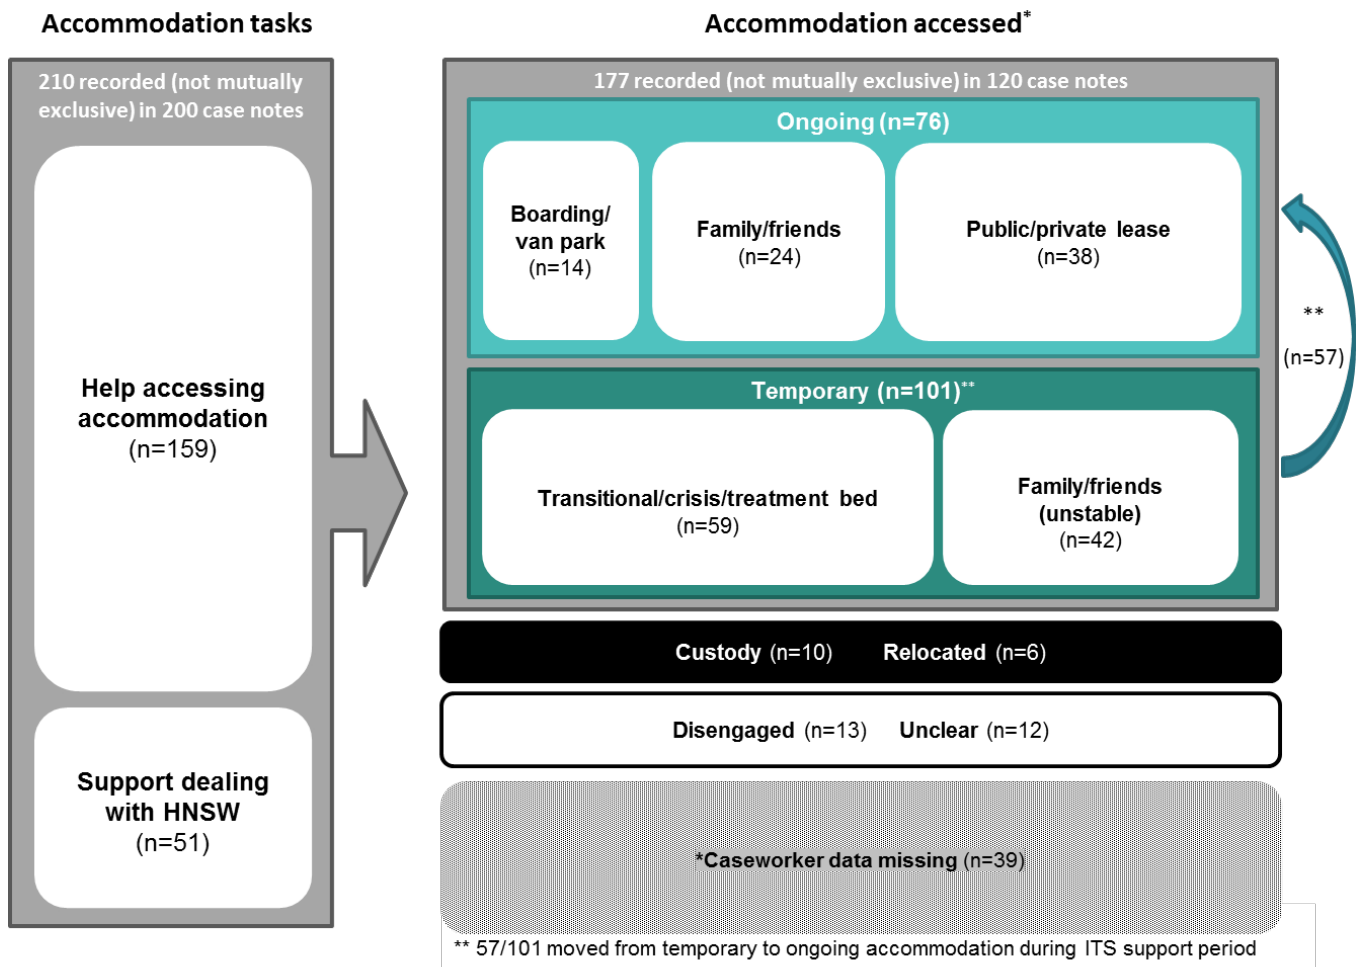 Accommodation tasks
210 recorded (not mutually
exclusive) in 200 case notes
Help accessing
accommodation
(n=159)
Support dealing
with HNSW
(n=51)
Accommodation accessed*
177 recorded (not mutually exclusive) in 120 case notes
Ongoing (n=76)
Boarding/
van park
(n=14)
Family/friends
(n=24)
Public/private lease
(n=38)
Temporary (n=101)**
Transitional/crisis/treatment bed
(n=59)
Family/friends
(unstable)
(n=42)
**
(n=57)
Custody (n=10) Relocated (n=6)
Disengaged (n=13) Unclear (n=12)
*Caseworker data missing (n=39)
** 57/101 moved from temporary to ongoing accommodation during ITS support period